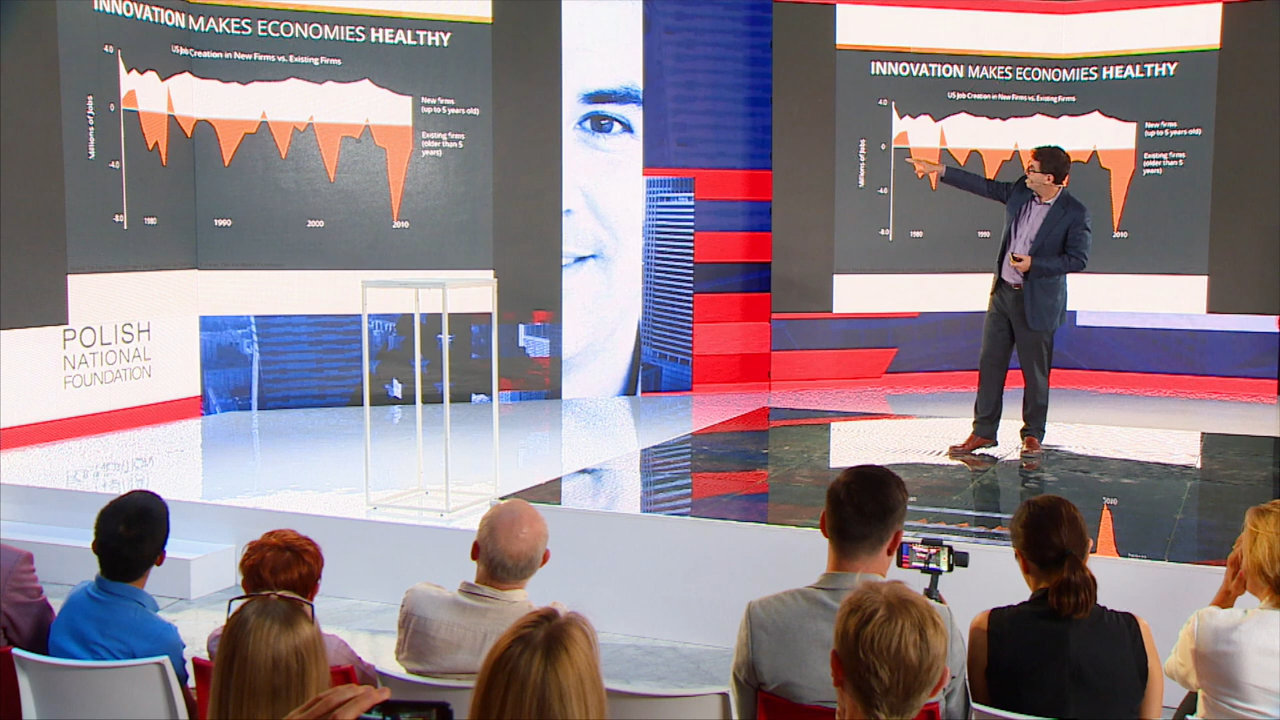 INNOVATION MAKES ECONOMIES HEALTHY
US Job Creation in New Firms vs. Existing Firms
4.0
0
-4.0
-8.0
Millions of Jobs
New firms
(up to 5 years old)
Existing firms
(older than 5
years)
1980
1990
2000
2010
POLISH
NATIONAL
FOUNDATION
INNOVATION MAKES ECONOMIES HEALTHY
US Job Creation in New Firms vs. Existing Firms
4.0
0
-4.0
-8.0
Millions of Jobs
New firms
(up to 5 years old)
Existing firms
(older than 5
years)
1980
1990
2010